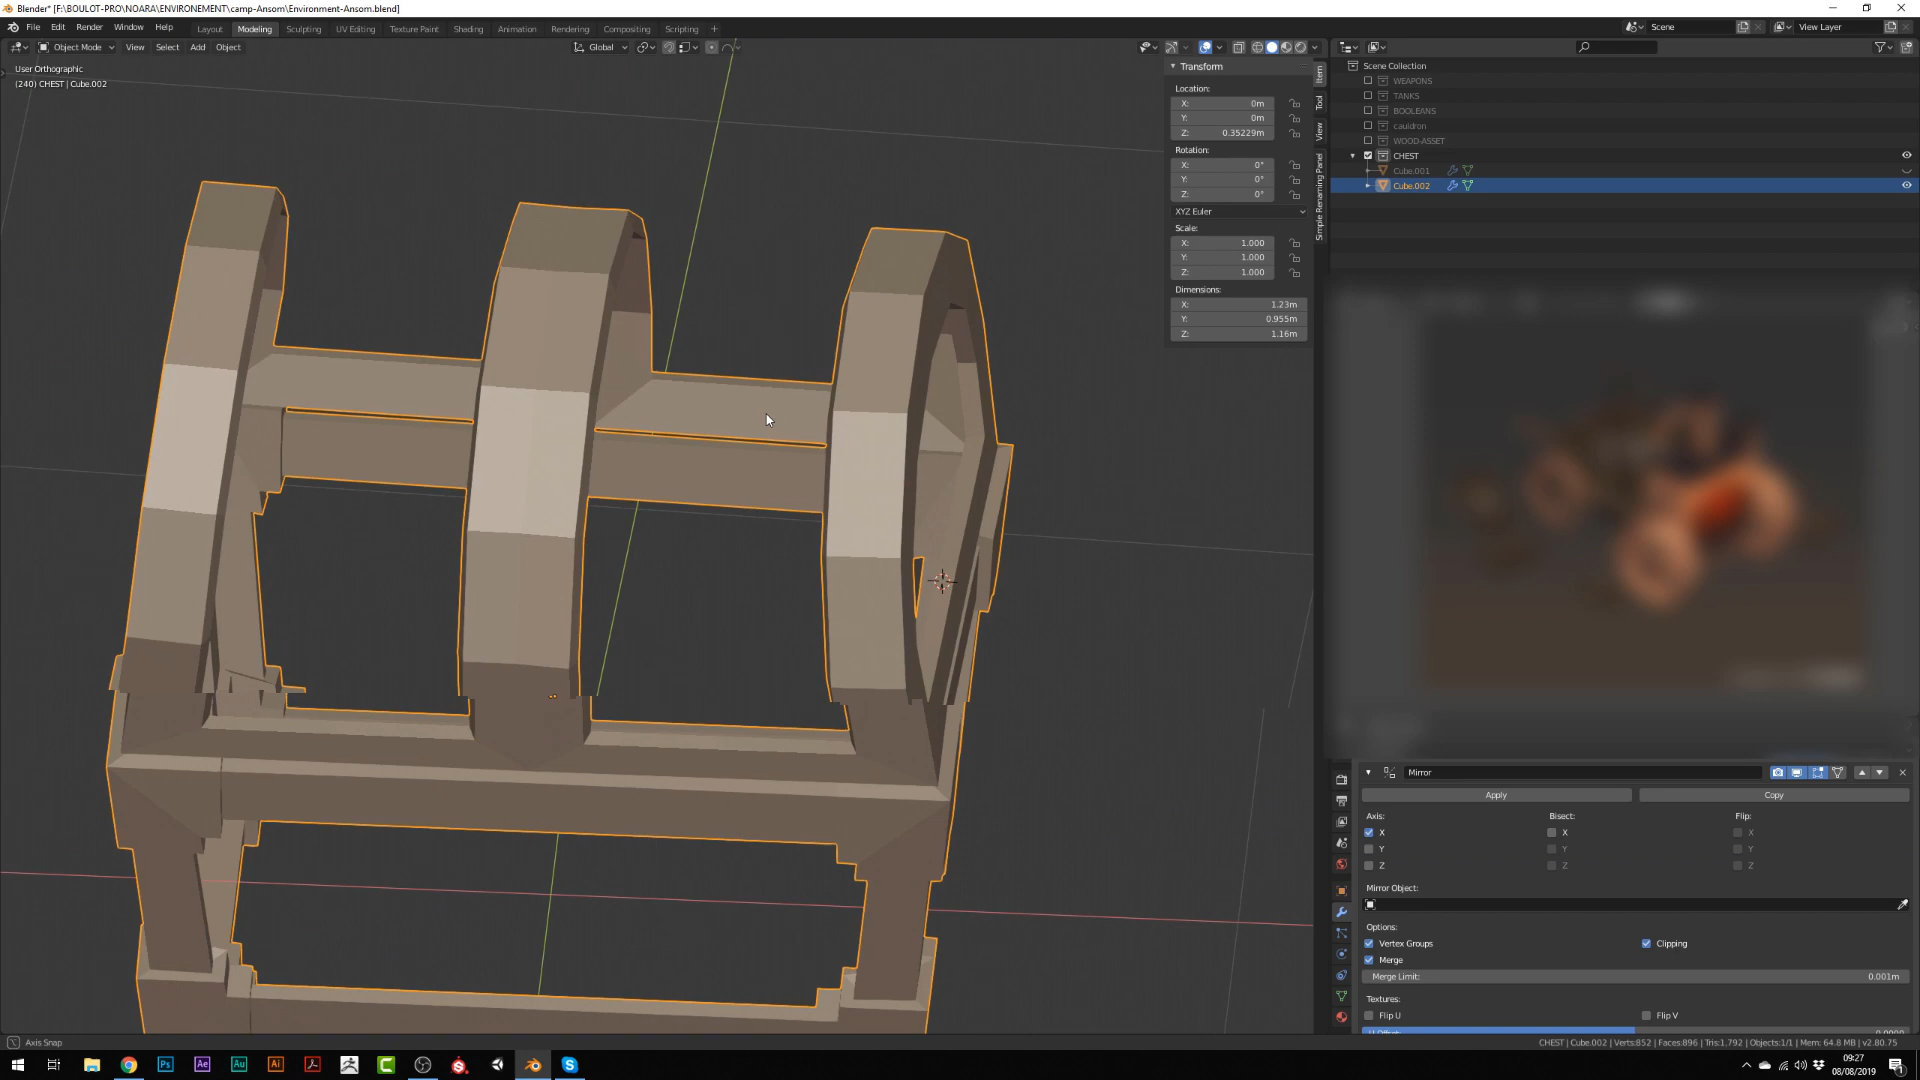 Blender* [F:\BOULOT-PRO\NOARA\ENVIRONEMENT\camp-Ansom\Environment-Ansom.blend]
File Edit Render Window Help Layout Modeling Sculpting UV Editing Texture Paint Shading Animation Rendering Compositing Scripting + Scene View Layer
Object Mode View Select Add Object Global
User Orthographic
(240) CHEST | Cube.002
Transform
Location:
X: 0m
Y: 0m
Z: 0.35229m
Rotation:
X: 0°
Y: 0°
Z: 0°
XYZ Euler
Scale:
X: 1.000
Y: 1.000
Z: 1.000
Dimensions:
X: 1.23m
Y: 0.955m
Z: 1.16m
Item
Tool
View
Simple Renaming Panel
Scene Collection
WEAPONS
TANKS
BOOLEANS
cauldron
WOOD-ASSET
CHEST
Cube.001
Cube.002
Mirror
Apply Copy
Axis: Bisect: Flip:
X X X
Y Y Y
Z Z Z
Mirror Object:
Options:
Vertex Groups Clipping
Merge
Merge Limit: 0.001m
Textures:
Flip U Flip V
Axis Snap
CHEST | Cube.002 | Verts:852 | Faces:896 | Tris:1,792 | Objects:1/1 | Mem: 64.8 MB | v2.80.75
Ps Ae Au Ai
09:27
08/08/2019